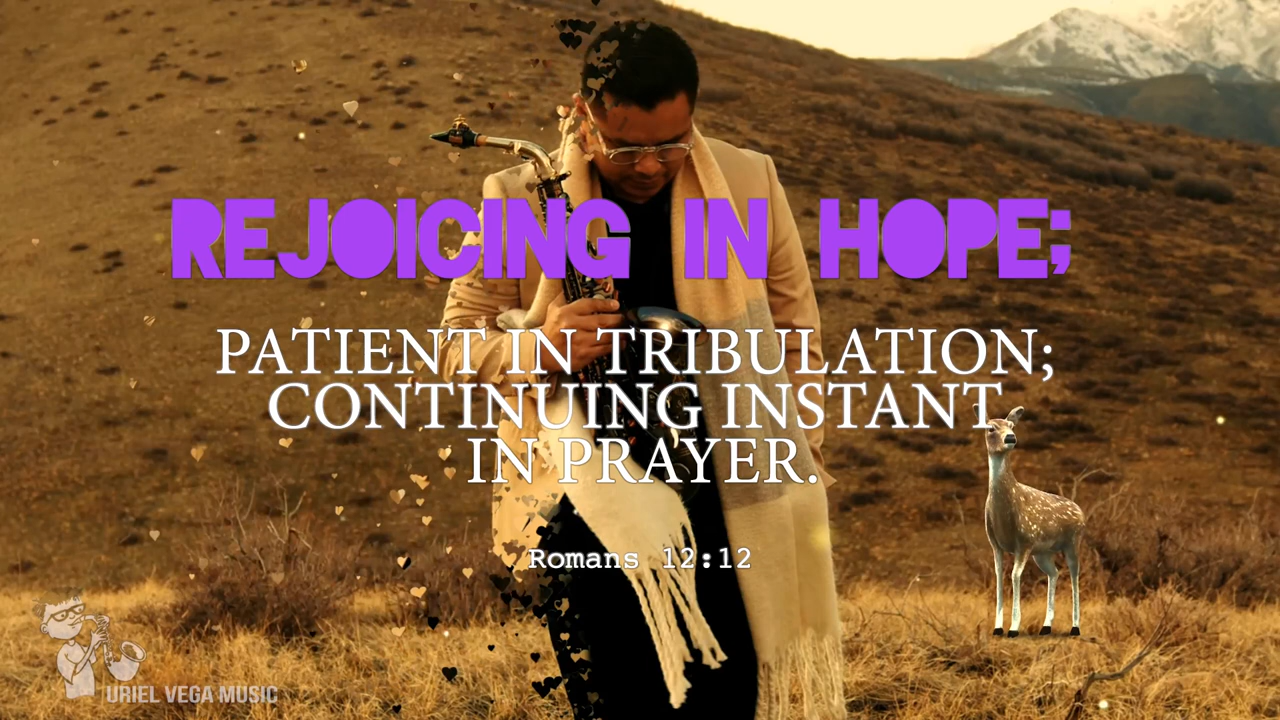 REJOICING IN HOPE;
PATIENT IN TRIBULATION;
CONTINUING INSTANT
IN PRAYER.
Romans 12:12
URIEL VEGA MUSIC